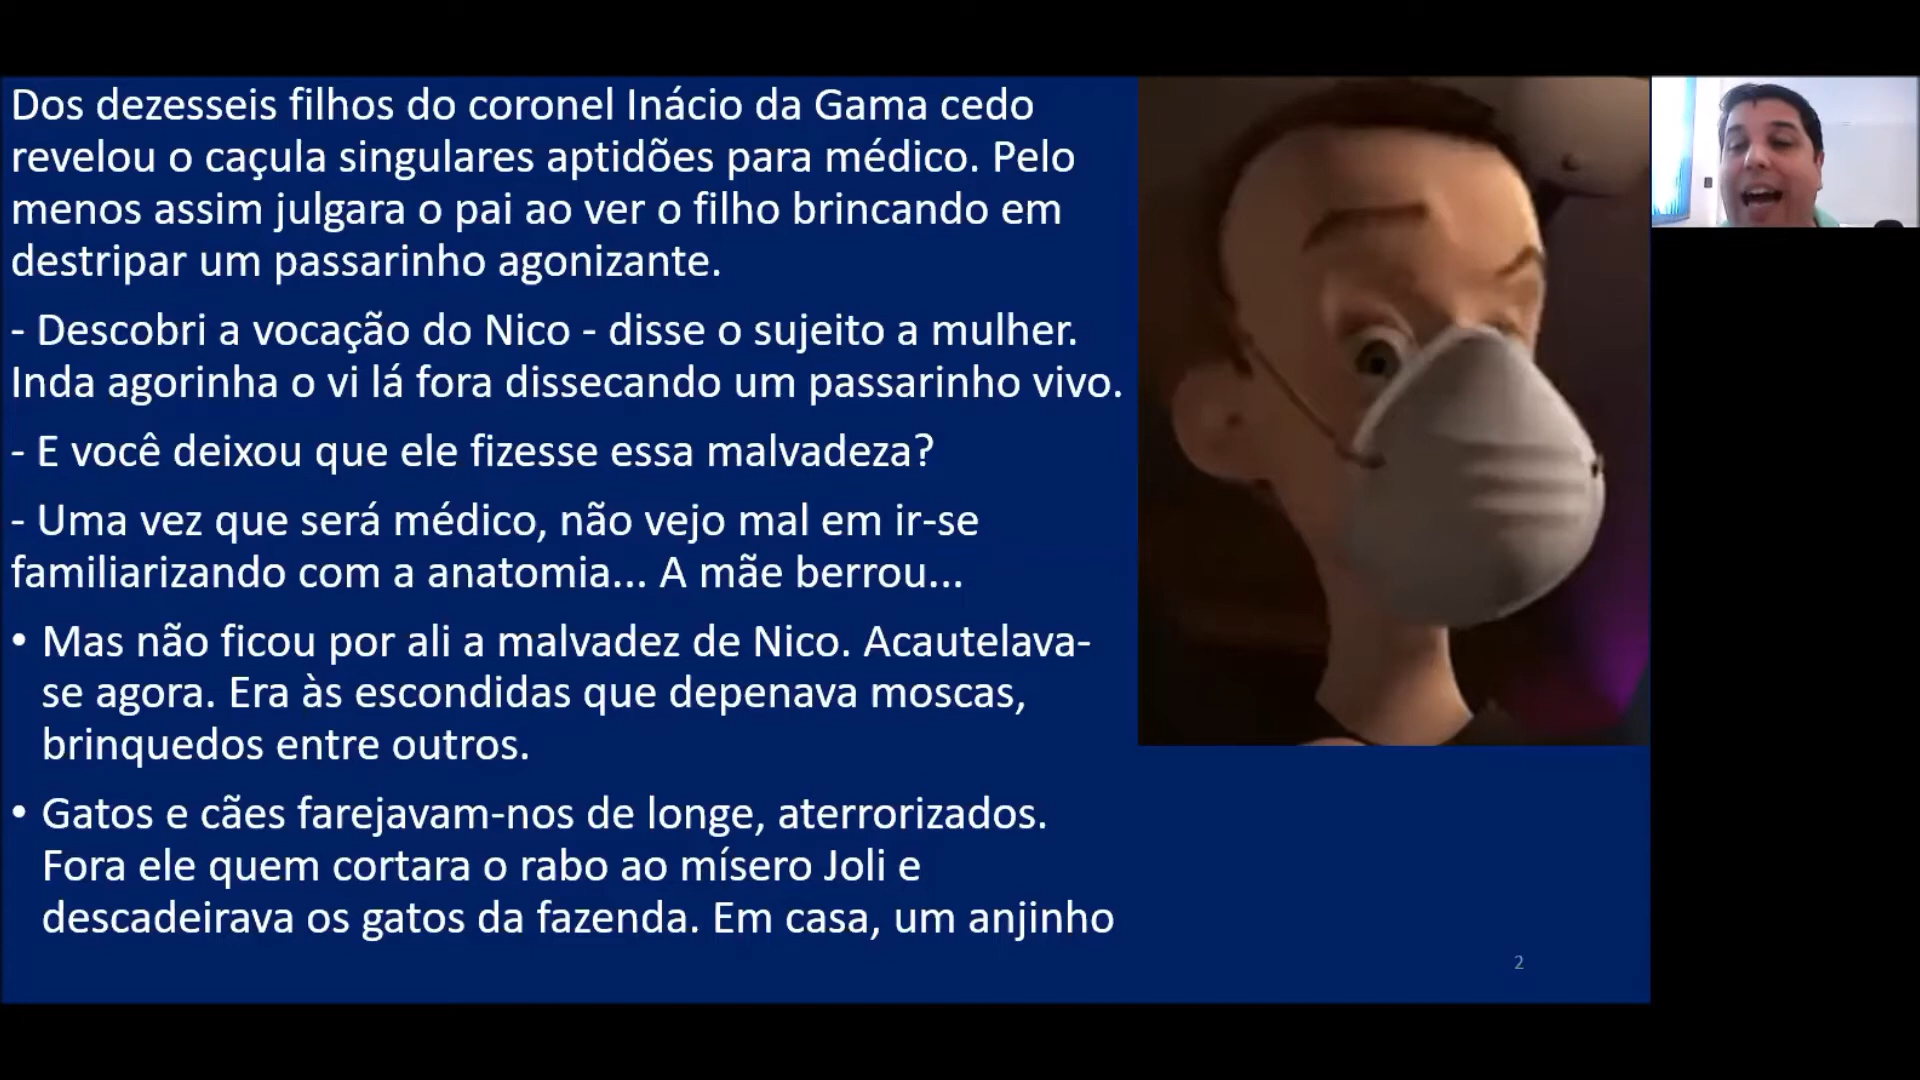 Dos dezesseis filhos do coronel Inácio da Gama cedo
revelou o caçula singulares aptidões para médico. Pelo
menos assim julgara o pai ao ver o filho brincando em
destripar um passarinho agonizante.
- Descobri a vocação do Nico - disse o sujeito a mulher.
Inda agorinha o vi lá fora dissecando um passarinho vivo.
- E você deixou que ele fizesse essa malvadeza?
- Uma vez que será médico, não vejo mal em ir-se
familiarizando com a anatomia... A mãe berrou...
• Mas não ficou por ali a malvadez de Nico. Acautelava-
se agora. Era às escondidas que depenava moscas,
brinquedos entre outros.
• Gatos e cães farejavam-nos de longe, aterrorizados.
Fora ele quem cortara o rabo ao mísero Joli e
descadeirava os gatos da fazenda. Em casa, um anjinho
2